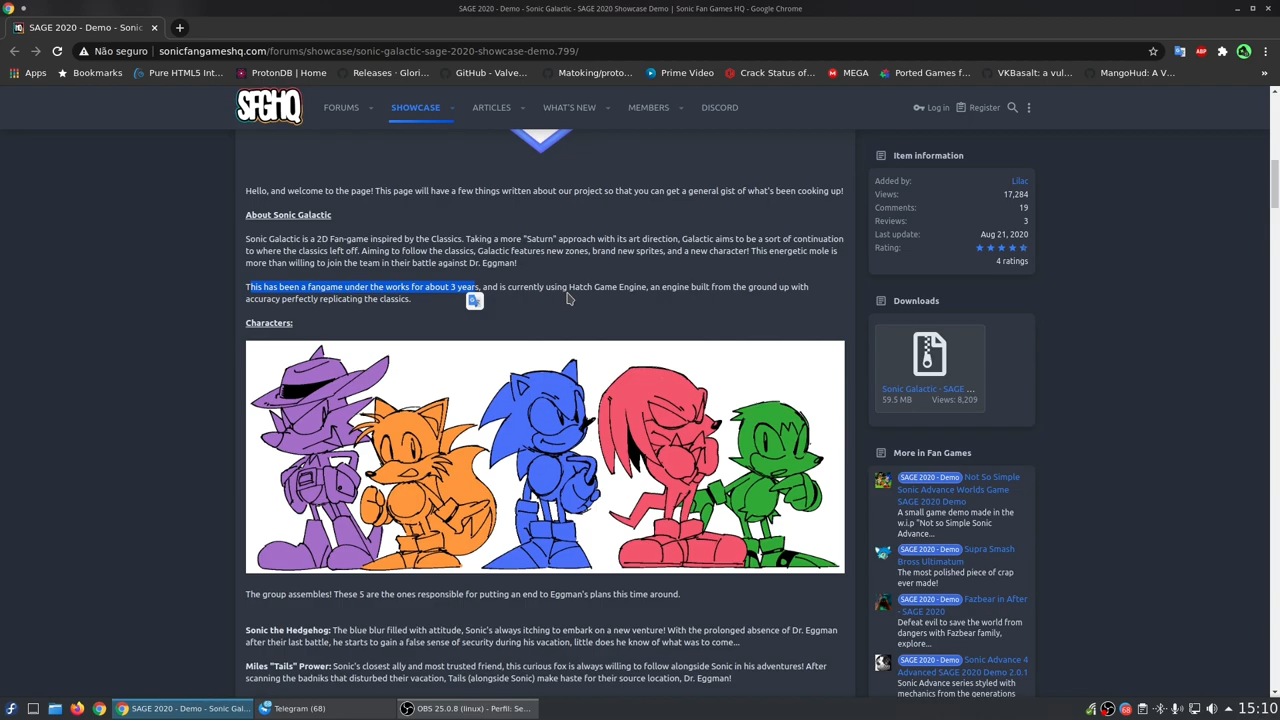 SAGE 2020 - Demo - Sonic Galactic - SAGE 2020 Showcase Demo | Sonic Fan Games HQ - Google Chrome
SAGE 2020 - Demo - Sonic
Não seguro
sonicfangameshq.com/forums/showcase/sonic-galactic-sage-2020-showcase-demo.799/
Apps
Bookmarks
Pure HTML5 Int...
ProtonDB | Home
Releases · Glori...
GitHub - Valve...
Matoking/proto...
Prime Video
Crack Status of...
MEGA
Ported Games f...
VKBasalt: a vul...
MangoHud: A V...
SFGHQ
FORUMS
SHOWCASE
ARTICLES
WHAT'S NEW
MEMBERS
DISCORD
Log in
Register
Hello, and welcome to the page! This page will have a few things written about our project so that you can get a general gist of what's been cooking up!
About Sonic Galactic
Sonic Galactic is a 2D Fan-game inspired by the Classics. Taking a more "Saturn" approach with its art direction, Galactic aims to be a sort of continuation
to where the classics left off. Aiming to follow the classics, Galactic features new zones, brand new sprites, and a new character! This energetic mole is
more than willing to join the team in their battle against Dr. Eggman!
This has been a fangame under the works for about 3 years, and is currently using Hatch Game Engine, an engine built from the ground up with
accuracy perfectly replicating the classics.
Characters:
The group assembles! These 5 are the ones responsible for putting an end to Eggman's plans this time around.
Sonic the Hedgehog: The blue blur filled with attitude, Sonic's always itching to embark on a new venture! With the prolonged absence of Dr. Eggman
after their last battle, he starts to gain a false sense of security during his vacation, little does he know of what was to come...
Miles "Tails" Prower: Sonic's closest ally and most trusted friend, this curious fox is always willing to follow alongside Sonic in his adventures! After
scanning the badniks that disturbed their vacation, Tails (alongside Sonic) make haste for their source location, Dr. Eggman!
Item information
Added by: Lilac
Views: 17,284
Comments: 19
Reviews: 3
Last update: Aug 21, 2020
Rating:
4 ratings
Downloads
Sonic Galactic - SAGE ...
59.5 MB Views: 8,209
More in Fan Games
SAGE 2020 - Demo Not So Simple
Sonic Advance Worlds Game
SAGE 2020 Demo
A small game demo made in the
w.i.p "Not so Simple Sonic
Advance...
SAGE 2020 - Demo Supra Smash
Bross Ultimatum
The most polished piece of crap
ever made!
SAGE 2020 - Demo Fazbear in After
- SAGE 2020
Defeat evil to save the world from
dangers with Fazbear family,
explore...
SAGE 2020 - Demo Sonic Advance 4
Advanced SAGE 2020 Demo 2.0.1
Sonic Advance series styled with
mechanics from the generations
SAGE 2020 - Demo - Sonic Gal...
Telegram (68)
OBS 25.0.8 (linux) - Perfil: Se...
68
15:10